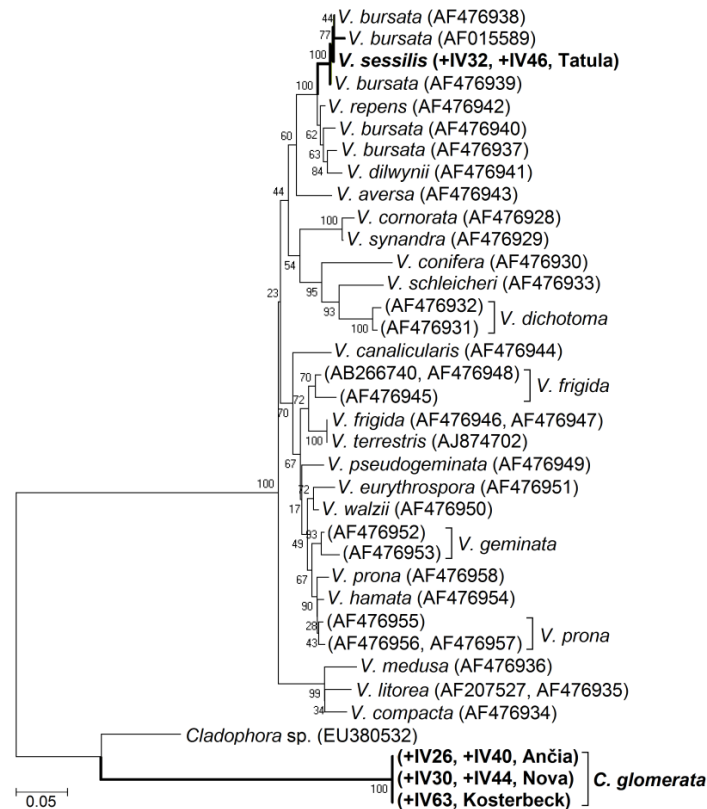 44
V. bursata (AF476938)
77
V. bursata (AF015589)
100
V. sessilis (+IV32, +IV46, Tatula)
V. bursata (AF476939)
100
V. repens (AF476942)
62
V. bursata (AF476940)
60
63
V. bursata (AF476937)
84
V. dilwynii (AF476941)
44
V. aversa (AF476943)
100
V. cornorata (AF476928)
V. synandra (AF476929)
54
V. conifera (AF476930)
95
V. schleicheri (AF476933)
23
93
(AF476932)
V. dichotoma
100
(AF476931)
V. canalicularis (AF476944)
70
(AB266740, AF476948)
V. frigida
72
(AF476945)
70
V. frigida (AF476946, AF476947)
100
V. terrestris (AJ874702)
67
V. pseudogeminata (AF476949)
100
72
V. eurythrospora (AF476951)
17
V. walzii (AF476950)
93
(AF476952)
V. geminata
49
(AF476953)
67
V. prona (AF476958)
90
V. hamata (AF476954)
28
(AF476955)
V. prona
43
(AF476956, AF476957)
V. medusa (AF476936)
99
V. litorea (AF207527, AF476935)
34
V. compacta (AF476934)
Cladophora sp. (EU380532)
(+IV26, +IV40, Ančia)
(+IV30, +IV44, Nova)
C. glomerata
100
(+IV63, Kosterbeck)
0.05